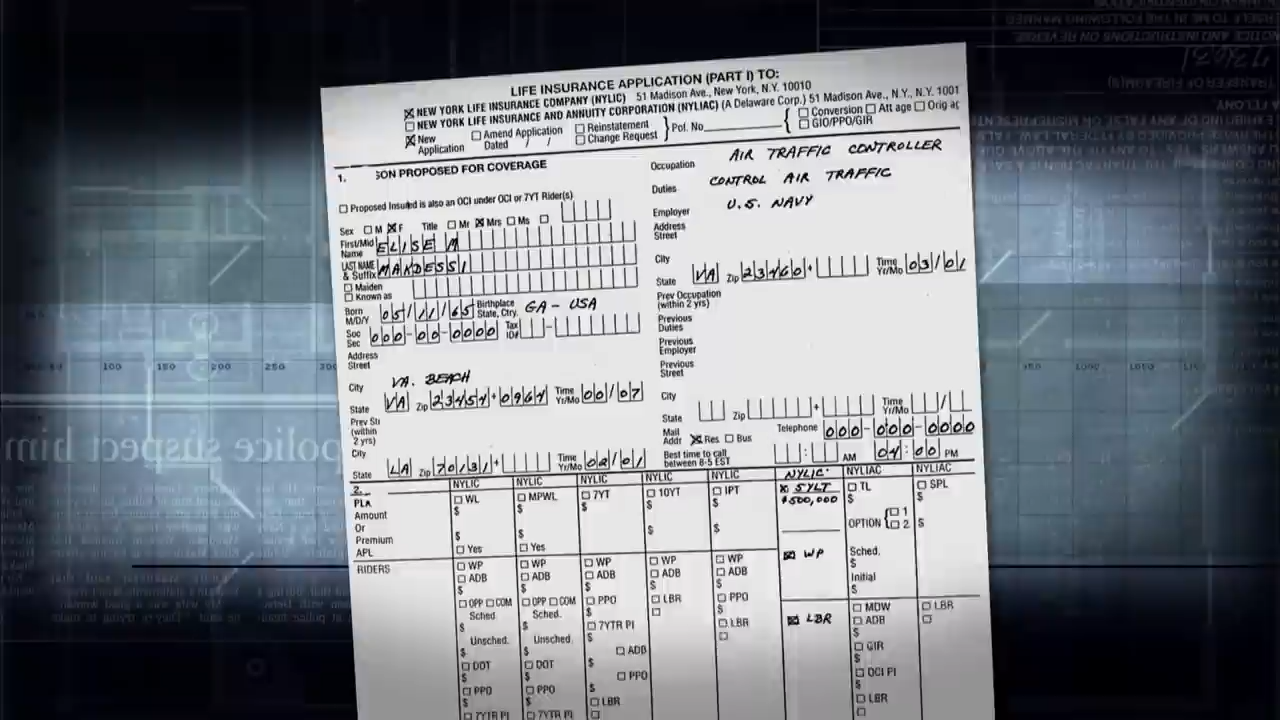 LIFE INSURANCE APPLICATION (PART I) TO:
NEW YORK LIFE INSURANCE COMPANY (NYLIC) 51 Madison Ave., New York, N.Y. 10010
NEW YORK LIFE INSURANCE AND ANNUITY CORPORATION (NYLIAC) (A Delaware Corp.) 51 Madison Ave., N.Y., N.Y. 1001
New Application Amend Application Dated / / Reinstatement Change Request Pol. No Conversion Att age Orig ag GIO/PPO/GIR
1. SON PROPOSED FOR COVERAGE
Proposed Insured is also an OCI under OCI or 7YT Rider(s)
Sex M F Title Mr Mrs Ms
First/Mid Name ELISE M
LAST NAME & Suffix MAKDESSI
Maiden
Known as
Born M/D/Y 05/11/65 Birthplace State, Ctry. GA - USA
Soc Sec 000-00-0000 Tax ID#
Address Street
City VA. BEACH
State VA Zip 23454+0964 Time Yr/Mo 00/07
Prev St
(within 2 yrs)
City
State LA Zip 70131+ Time Yr/Mo 02/01
Occupation AIR TRAFFIC CONTROLLER
Duties CONTROL AIR TRAFFIC
Employer U.S. NAVY
Address Street
City
State VA Zip 23460+ Time Yr/Mo 03/01
Prev Occupation (within 2 yrs)
Previous Duties
Previous Employer
Previous Street
City
State Zip + Time Yr/Mo /
Mail Addr Res Bus Telephone 000-000-0000
Best time to call between 8-5 EST : AM 04:00 PM
2. NYLIC NYLIC NYLIC NYLIC NYLIC NYLIC NYLIAC NYLIAC
PLA WL MPWL 7YT 10YT IPT 5YLT TL SPL
Amount $ $ $ $ $ $500,000 $ $
Or OPTION 1 2
Premium $ $ $ $
APL Yes Yes
WP Sched. $ Initial $
RIDERS WP WP WP WP WP
ADB ADB ADB ADB ADB
$ $ $ $ $
OPP COM OPP COM PPO LBR PPO LBR MDW LBR
Sched. Sched. $ $ ADB
$ $ 7YTR PI LBR $
Unsched. Unsched. ADB GIR
$ $ $ $
DOT DOT PPO OCI PI
$ $ $ $
PPO PPO LBR LBR
$ $
7YTR PI 7YTR PI
100 150 200 250 300
950 1000 1100
police suspect him